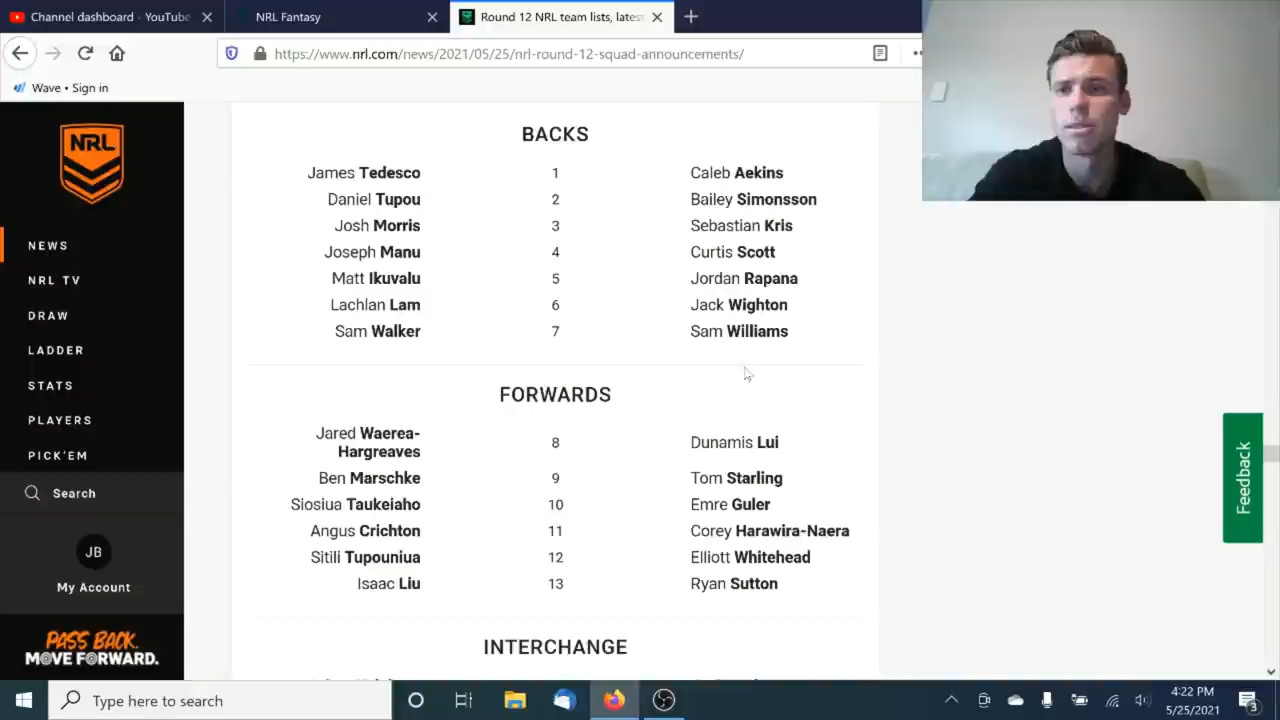 Channel dashboard - YouTube
NRL Fantasy
Round 12 NRL team lists, lates
https://www.nrl.com/news/2021/05/25/nrl-round-12-squad-announcements/
Wave • Sign in
NRL
NEWS
NRL TV
DRAW
LADDER
STATS
PLAYERS
PICK'EM
Search
JB
My Account
PASS BACK.
MOVE FORWARD.
BACKS
James Tedesco 1 Caleb Aekins
Daniel Tupou 2 Bailey Simonsson
Josh Morris 3 Sebastian Kris
Joseph Manu 4 Curtis Scott
Matt Ikuvalu 5 Jordan Rapana
Lachlan Lam 6 Jack Wighton
Sam Walker 7 Sam Williams
FORWARDS
Jared Waerea-
Hargreaves 8 Dunamis Lui
Ben Marschke 9 Tom Starling
Siosiua Taukeiaho 10 Emre Guler
Angus Crichton 11 Corey Harawira-Naera
Sitili Tupouniua 12 Elliott Whitehead
Isaac Liu 13 Ryan Sutton
INTERCHANGE
Feedback
Type here to search
4:22 PM
5/25/2021
3